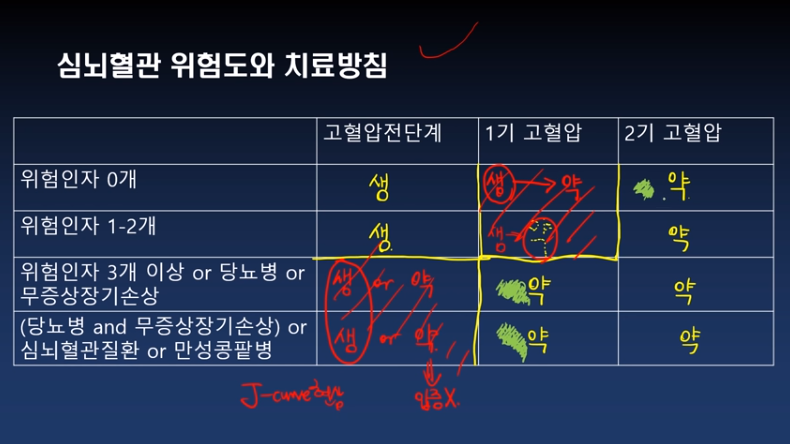 심뇌혈관 위험도와 치료방침
고혈압전단계 1기 고혈압 2기 고혈압
위험인자 0개 생 생 → 약 약
위험인자 1-2개 생 생→ 약
위험인자 3개 이상 or 당뇨병 or
무증상장기손상 생 or 약 약 약
(당뇨병 and 무증상장기손상) or
심뇌혈관질환 or 만성콩팥병 생 or 약 약 약
J-curve현상 입증X.